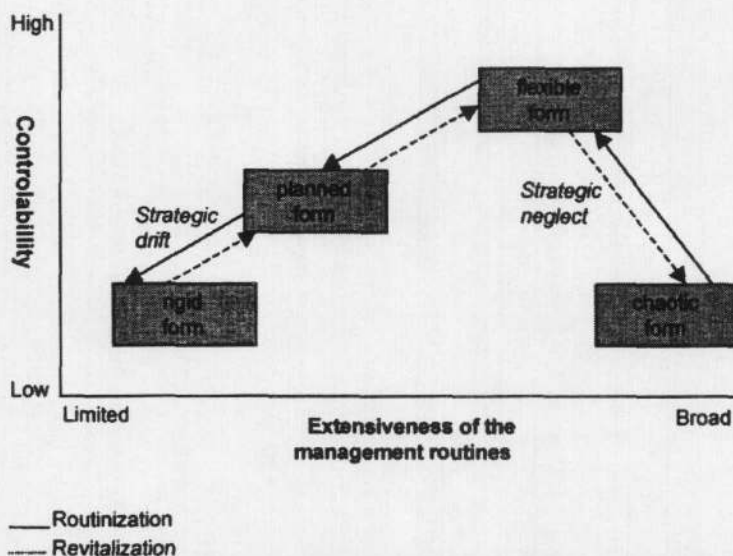 High
flexible
form
Controlabillity
planned
form
Strategic
drift
Strategic
neglect
rigid
form
chaotic
form
Low
Limited
Extensiveness of the
management routines
Broad
Routinization
Revitalization